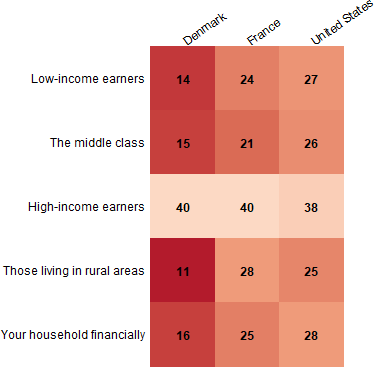 Denmark France United States
Low-income earners 14 24 27
The middle class 15 21 26
High-income earners 40 40 38
Those living in rural areas 11 28 25
Your household financially 16 25 28